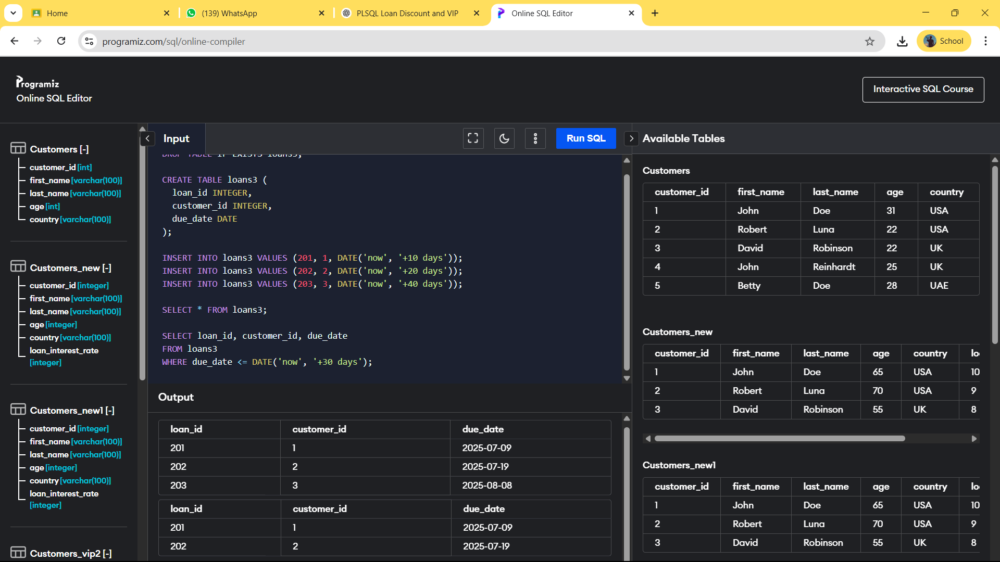 Home
(139) WhatsApp
PLSQL Loan Discount and VIP
Online SQL Editor
programiz.com/sql/online-compiler
School
Programiz
Online SQL Editor
Interactive SQL Course
Customers [-]
customer_id [int]
first_name [varchar(100)]
last_name [varchar(100)]
age [int]
country [varchar(100)]
Customers_new [-]
customer_id [integer]
first_name [varchar(100)]
last_name [varchar(100)]
age [integer]
country [varchar(100)]
loan_interest_rate
[integer]
Customers_new1 [-]
customer_id [integer]
first_name [varchar(100)]
last_name [varchar(100)]
age [integer]
country [varchar(100)]
loan_interest_rate
[integer]
Customers_vip2 [-]
Input
Run SQL
DROP TABLE IF EXISTS loans3;
CREATE TABLE loans3 (
loan_id INTEGER,
customer_id INTEGER,
due_date DATE
);
INSERT INTO loans3 VALUES (201, 1, DATE('now', '+10 days'));
INSERT INTO loans3 VALUES (202, 2, DATE('now', '+20 days'));
INSERT INTO loans3 VALUES (203, 3, DATE('now', '+40 days'));
SELECT * FROM loans3;
SELECT loan_id, customer_id, due_date
FROM loans3
WHERE due_date <= DATE('now', '+30 days');
Output
loan_id customer_id due_date
201 1 2025-07-09
202 2 2025-07-19
203 3 2025-08-08
loan_id customer_id due_date
201 1 2025-07-09
202 2 2025-07-19
Available Tables
Customers
customer_id first_name last_name age country
1 John Doe 31 USA
2 Robert Luna 22 USA
3 David Robinson 22 UK
4 John Reinhardt 25 UK
5 Betty Doe 28 UAE
Customers_new
customer_id first_name last_name age country lo
1 John Doe 65 USA 10
2 Robert Luna 70 USA 9
3 David Robinson 55 UK 8
Customers_new1
customer_id first_name last_name age country lo
1 John Doe 65 USA 10
2 Robert Luna 70 USA 9
3 David Robinson 55 UK 8